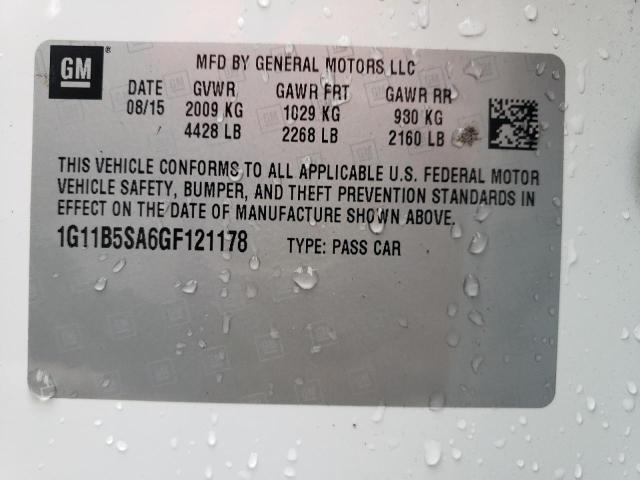 GM
MFD BY GENERAL MOTORS LLC
DATE GVWR GAWR FRT GAWR RR
08/15 2009 KG 1029 KG 930 KG
4428 LB 2268 LB 2160 LB
THIS VEHICLE CONFORMS TO ALL APPLICABLE U.S. FEDERAL MOTOR
VEHICLE SAFETY, BUMPER, AND THEFT PREVENTION STANDARDS IN
EFFECT ON THE DATE OF MANUFACTURE SHOWN ABOVE.
1G11B5SA6GF121178 TYPE: PASS CAR